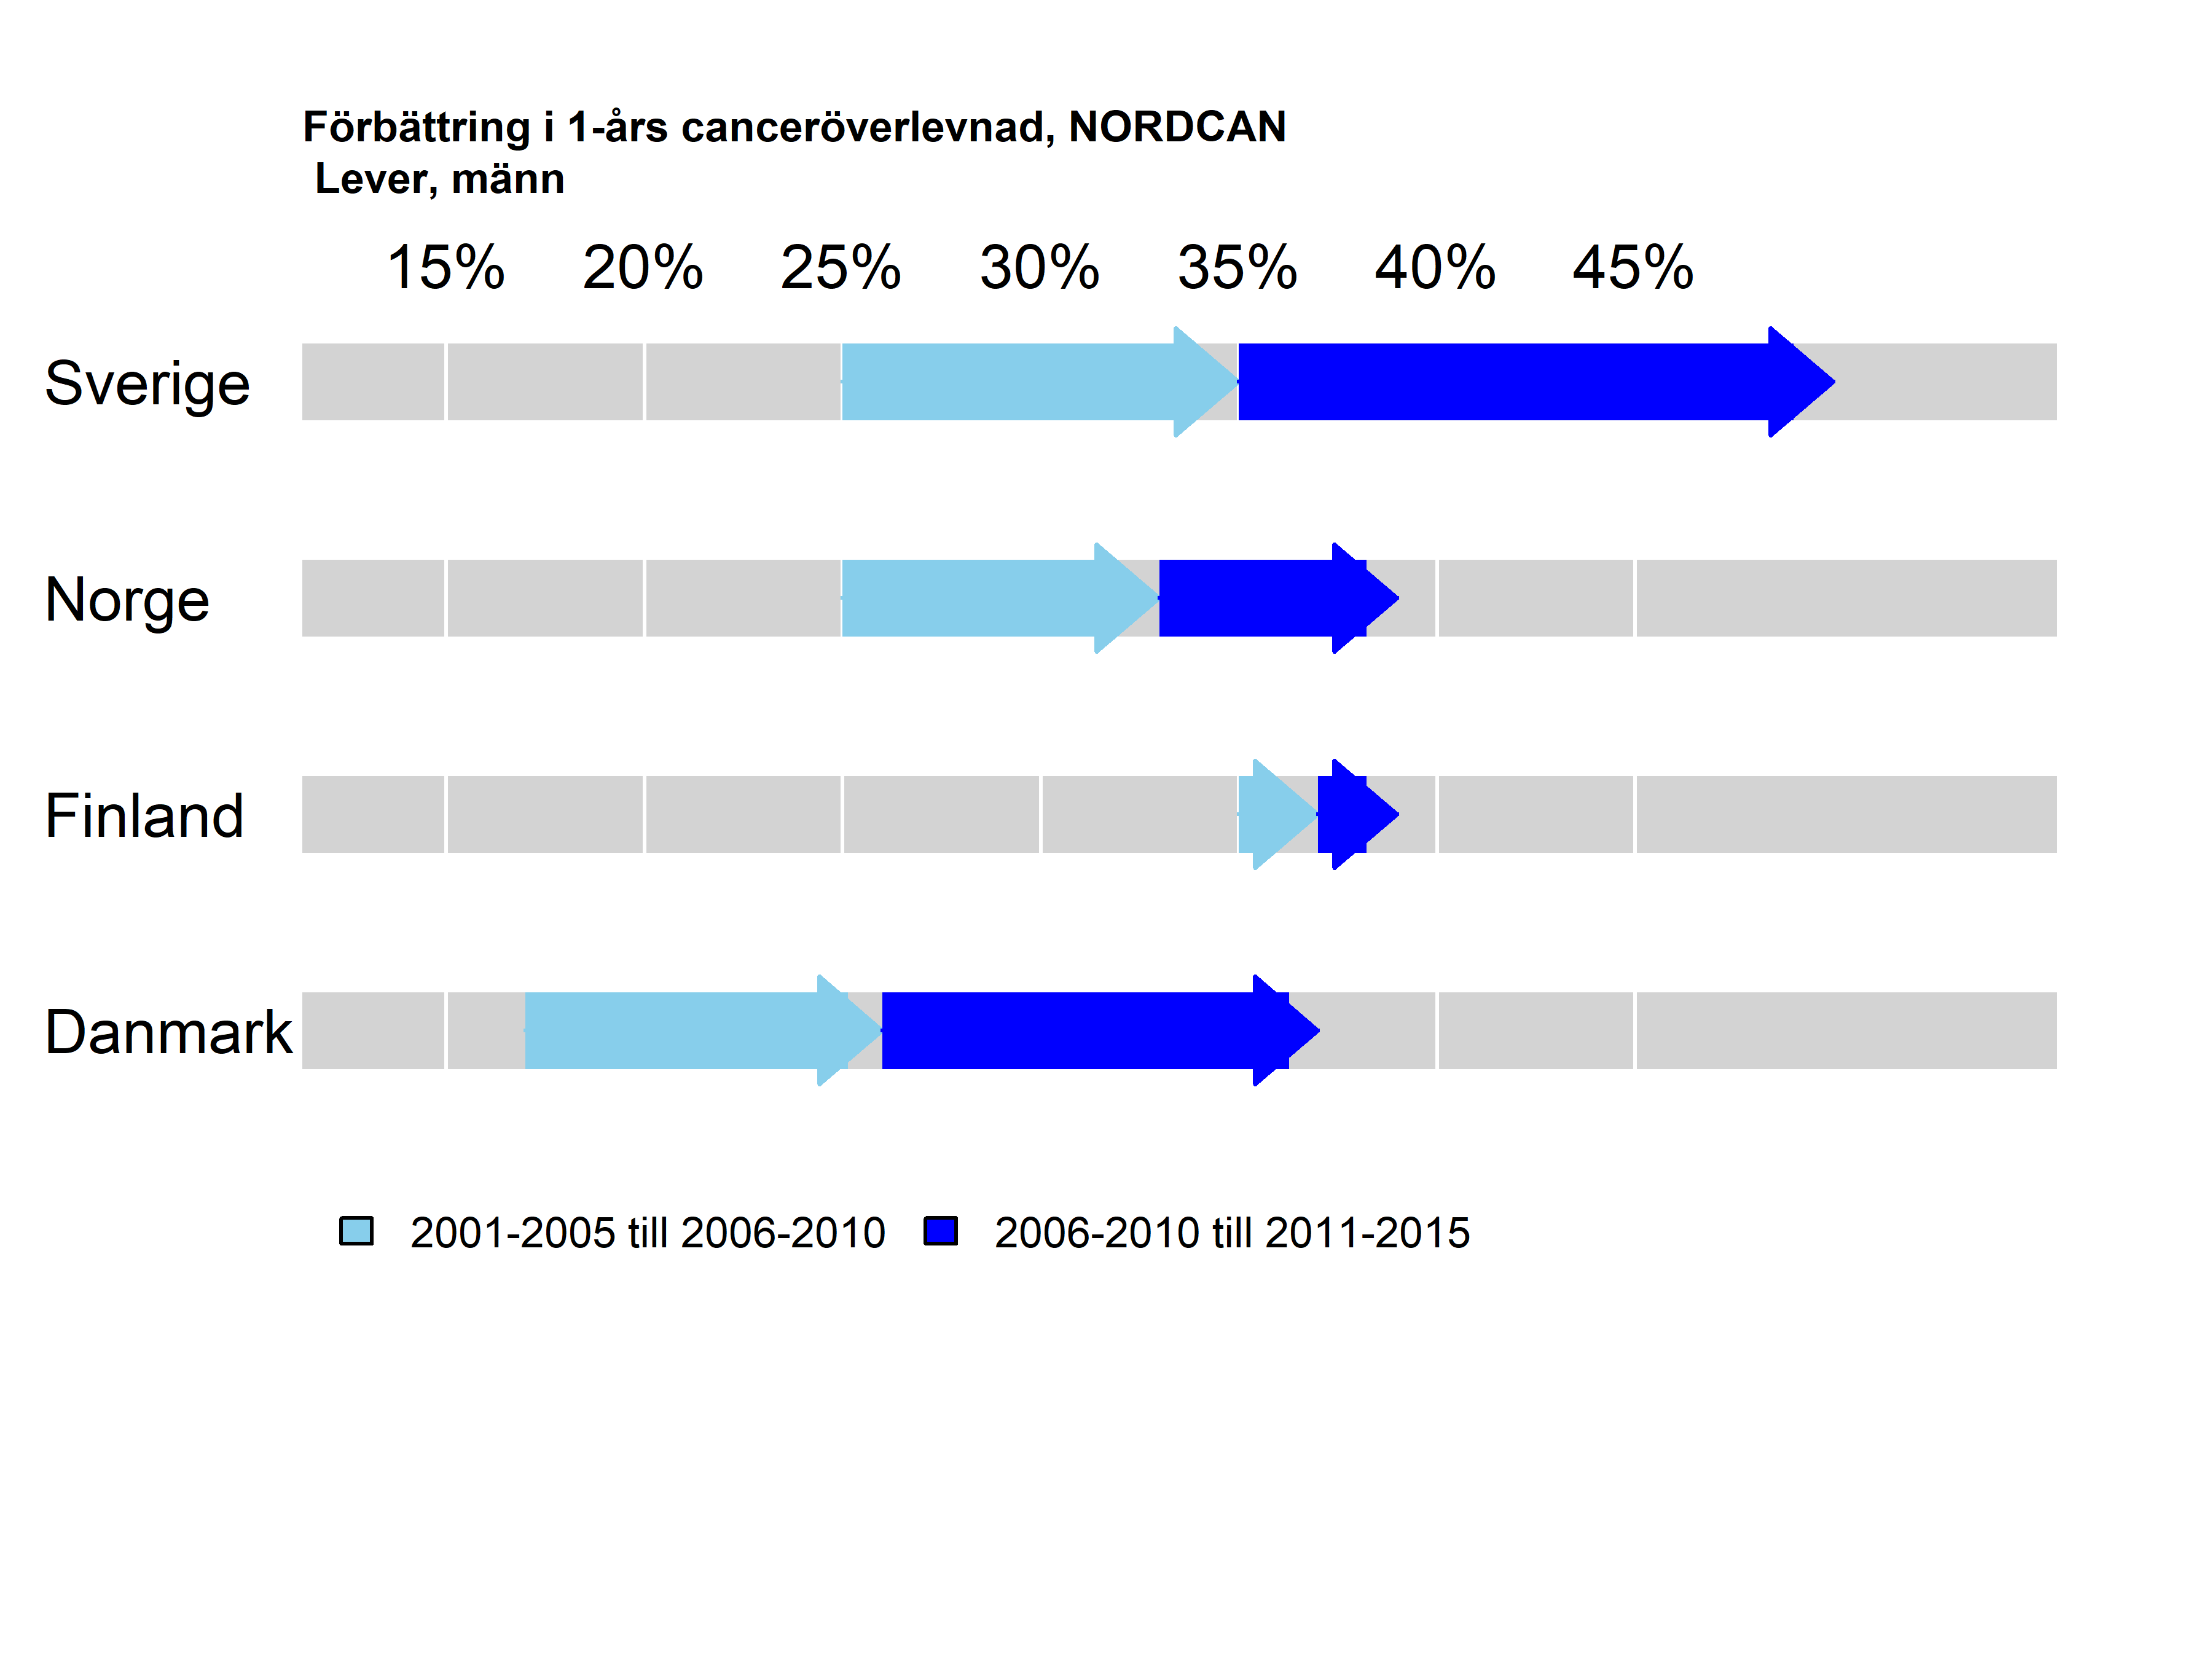 Förbättring i 1-års canceröverlevnad, NORDCAN
Lever, männ
15% 20% 25% 30% 35% 40% 45%
Sverige
Norge
Finland
Danmark
2001-2005 till 2006-2010 2006-2010 till 2011-2015